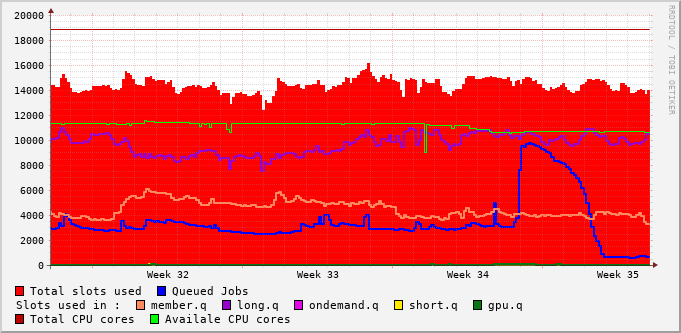 20000
18000
16000
14000
12000
10000
8000
6000
4000
2000
0
Week 32 Week 33 Week 34 Week 35
Total slots used Queued Jobs
Slots used in : member.q long.q ondemand.q short.q gpu.q
Total CPU cores Availale CPU cores
RRDTOOL / TOBI OETIKER